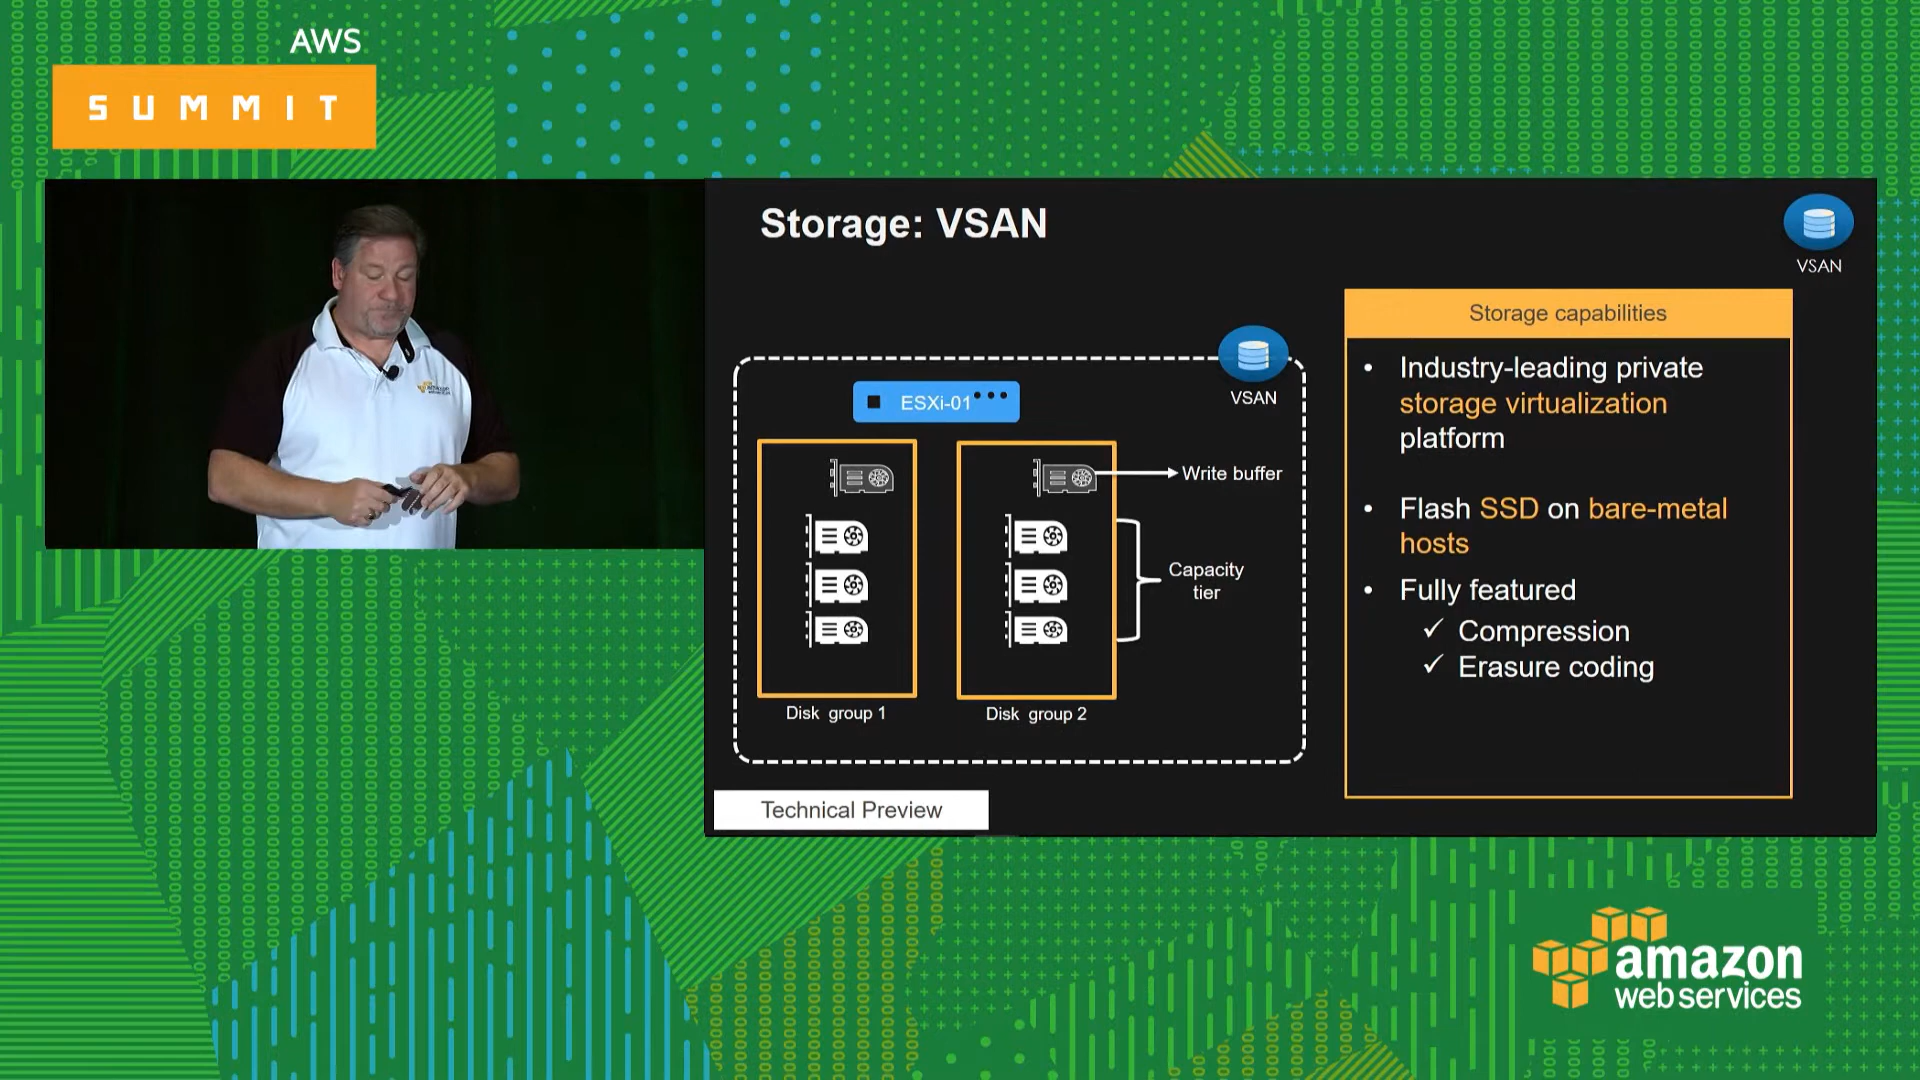 AWS
SUMMIT
Storage: VSAN
VSAN
VSAN
ESXi-01
Write buffer
Capacity
tier
Disk group 1
Disk group 2
Technical Preview
Storage capabilities
• Industry-leading private
storage virtualization
platform
• Flash SSD on bare-metal
hosts
• Fully featured
✓ Compression
✓ Erasure coding
amazon
web services